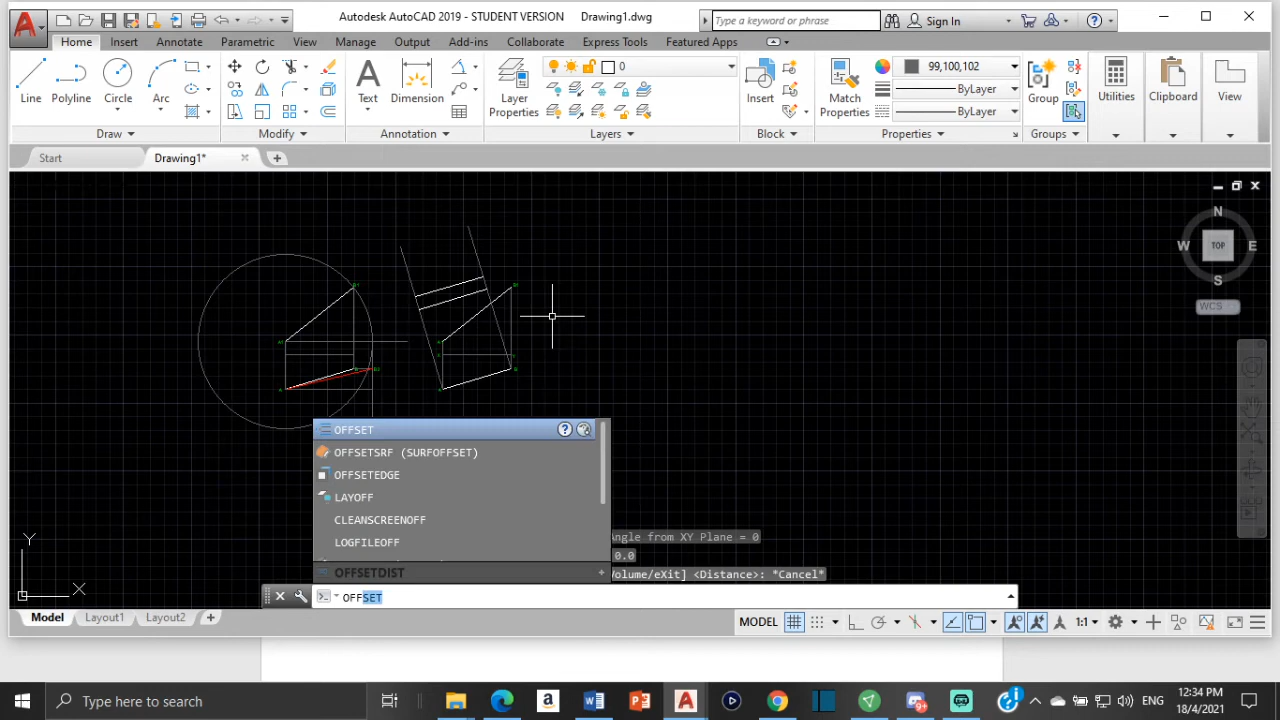 Autodesk AutoCAD 2019 - STUDENT VERSION Drawing1.dwg
Type a keyword or phrase
Sign In
Home Insert Annotate Parametric View Manage Output Add-ins Collaborate Express Tools Featured Apps
Line Polyline Circle Arc
Text Dimension
Layer Properties
0
Insert
Match Properties
99,100,102
ByLayer
ByLayer
Group
Utilities
Clipboard
View
Draw Modify Annotation Layers Block Properties Groups
Start Drawing1*
N
W TOP E
S
WCS
OFFSET
OFFSETSRF (SURFOFFSET)
OFFSETEDGE
LAYOFF
CLEANSCREENOFF
LOGFILEOFF
OFFSETDIST
Angle from XY Plane = 0
0.0
Volume/eXit] <Distance>: *Cancel*
Y
X
OFFSET
Model Layout1 Layout2
MODEL 1:1
Type here to search
ENG
12:34 PM
18/4/2021